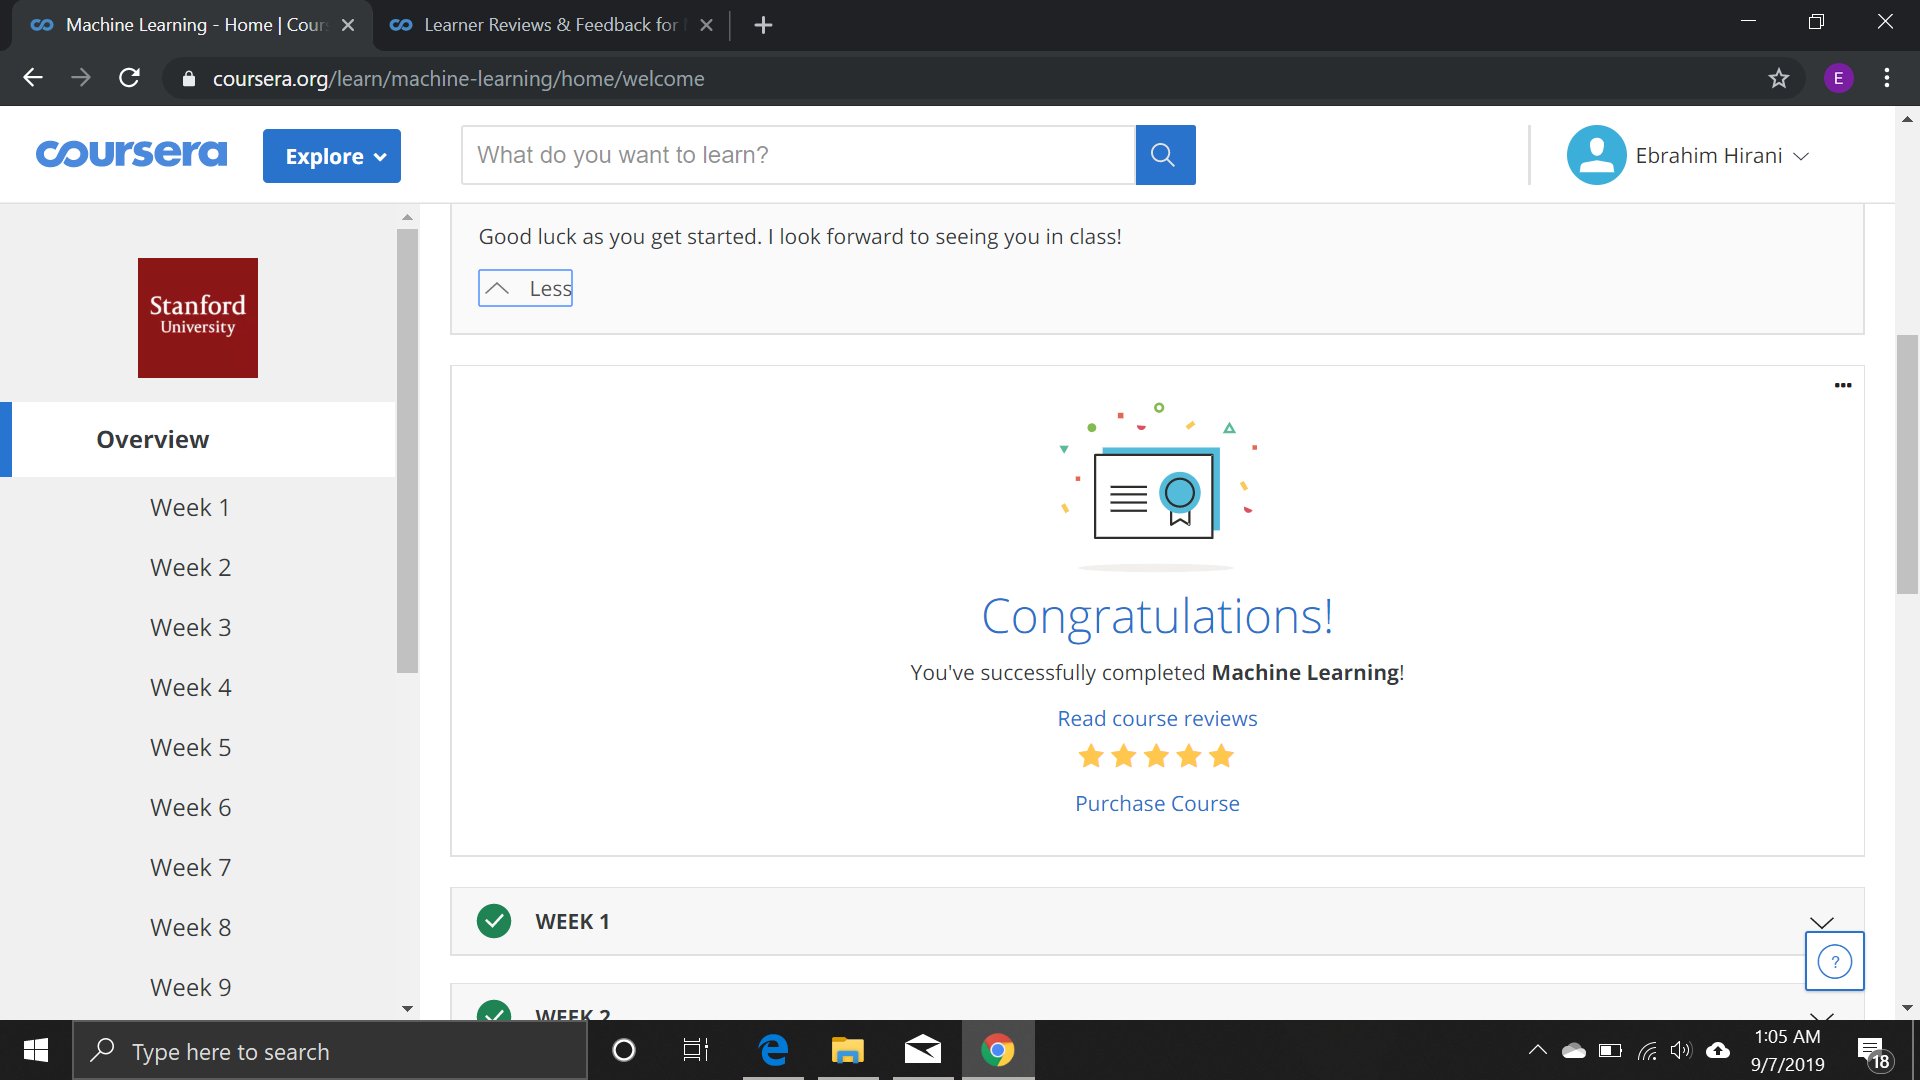 Machine Learning - Home | Cour
Learner Reviews & Feedback for
coursera.org/learn/machine-learning/home/welcome
E
coursera
Explore
What do you want to learn?
Ebrahim Hirani
Stanford
University
Overview
Week 1
Week 2
Week 3
Week 4
Week 5
Week 6
Week 7
Week 8
Week 9
Good luck as you get started. I look forward to seeing you in class!
Less
Congratulations!
You've successfully completed Machine Learning!
Read course reviews
Purchase Course
WEEK 1
?
WEEK 2
Type here to search
1:05 AM
9/7/2019
18